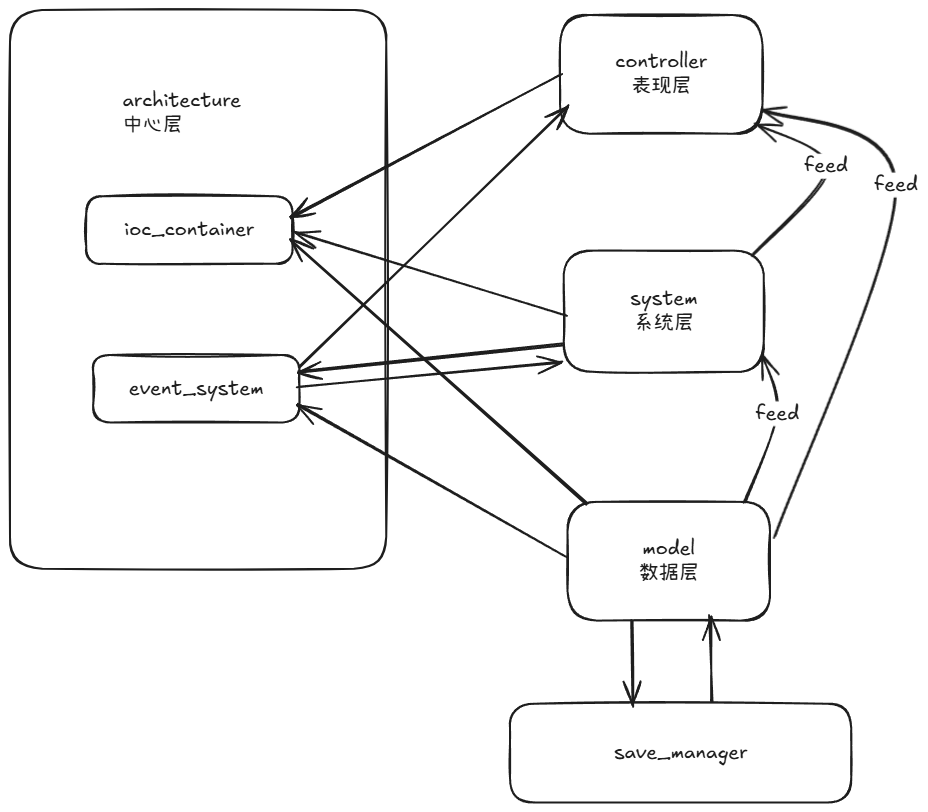 controller
表现层
architecture
中心层
feed
feed
ioc_container
system
系统层
event_system
feed
model
数据层
save_manager